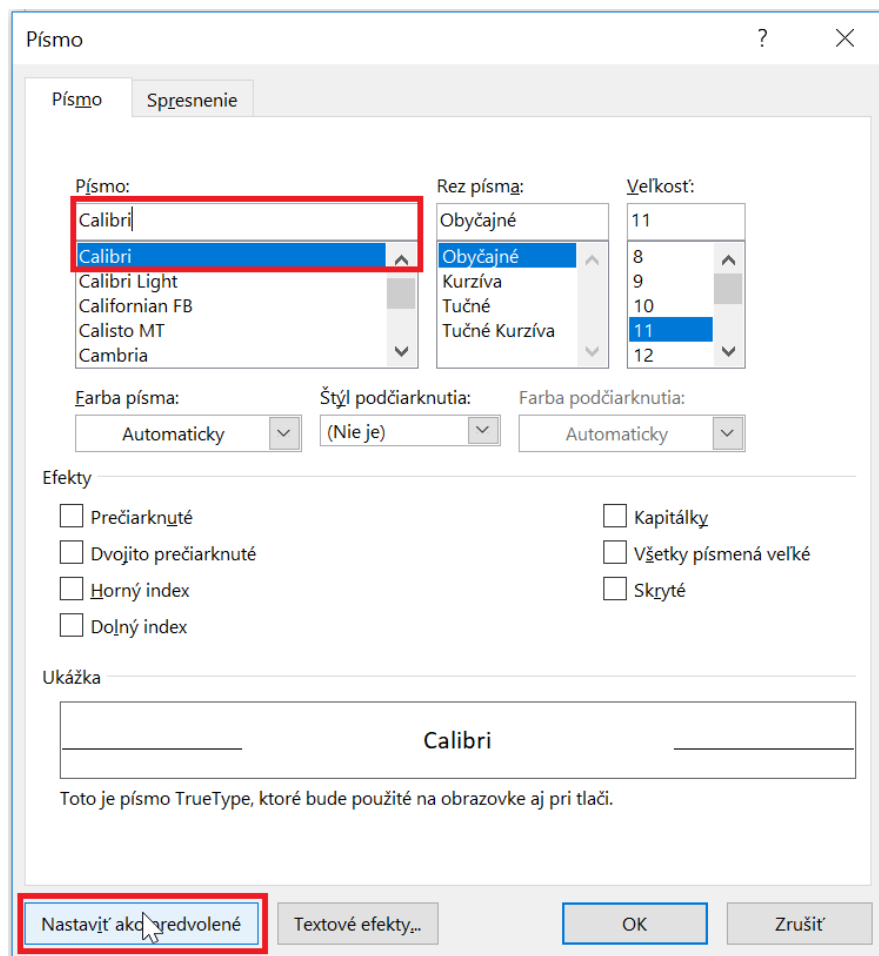 Písmo
?
Písmo Spresnenie
Písmo: Rez písma: Veľkosť:
Calibri Obyčajné 11
Calibri Obyčajné 8
Calibri Light Kurzíva 9
Californian FB Tučné 10
Calisto MT Tučné Kurzíva 11
Cambria 12
Farba písma: Štýl podčiarknutia: Farba podčiarknutia:
Automaticky (Nie je) Automaticky
Efekty
Prečiarknuté Kapitálky
Dvojito prečiarknuté Všetky písmená veľké
Horný index Skryté
Dolný index
Ukážka
Calibri
Toto je písmo TrueType, ktoré bude použité na obrazovke aj pri tlači.
Nastaviť ako predvolené Textové efekty... OK Zrušiť